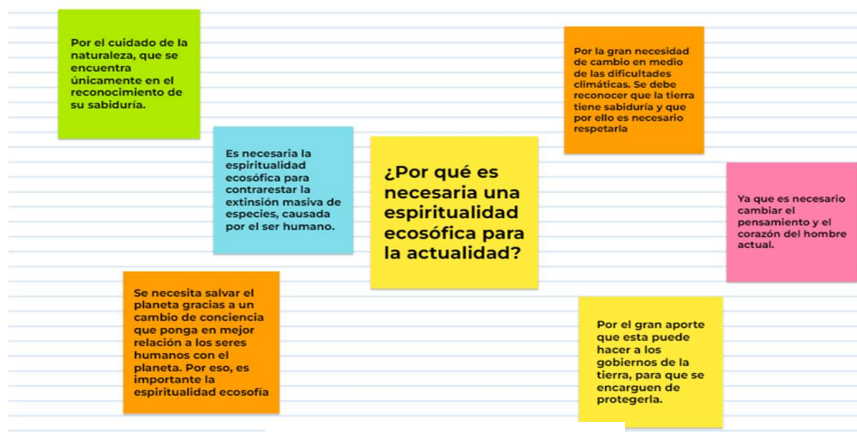 Por el cuidado de la
naturaleza, que se
encuentra
únicamente en el
reconocimiento de
su sabiduría.
Por la gran necesidad
de cambio en medio
de las dificultades
climáticas. Se debe
reconocer que la tierra
tiene sabiduría y que
por ello es necesario
respetarla
Es necesaria la
espiritualidad
ecosófica para
contrarestar la
extinsión masiva de
especies, causada
por el ser humano.
¿Por qué es
necesaria una
espiritualidad
ecosófica para
la actualidad?
Ya que es necesario
cambiar el
pensamiento y el
corazón del hombre
actual.
Se necesita salvar el
planeta gracias a un
cambio de conciencia
que ponga en mejor
relación a los seres
humanos con el
planeta. Por eso, es
importante la
espiritualidad ecosofía
Por el gran aporte
que esta puede
hacer a los
gobiernos de la
tierra, para que se
encarguen de
protegerla.